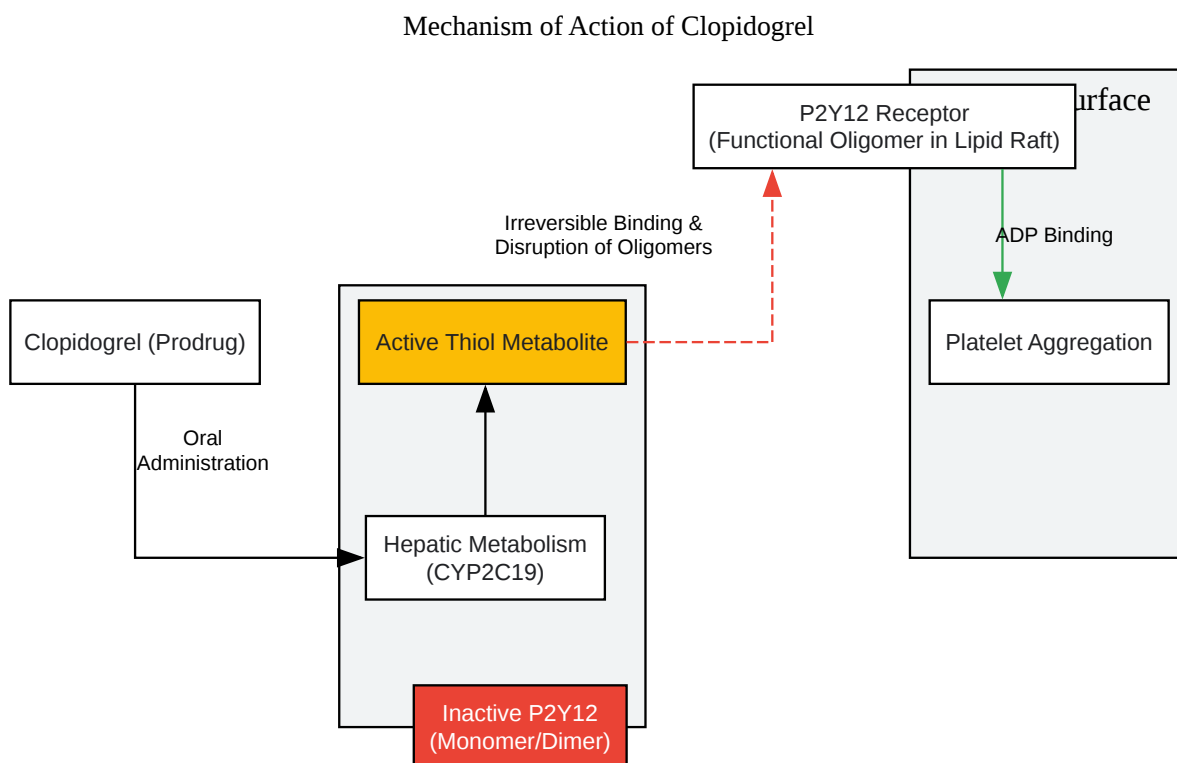 Mechanism of Action of Clopidogrel
P2Y12 Receptor
(Functional Oligomer in Lipid Raft)
Irreversible Binding &
Disruption of Oligomers
ADP Binding
Clopidogrel (Prodrug)
Active Thiol Metabolite
Platelet Aggregation
Oral
Administration
Hepatic Metabolism
(CYP2C19)
Inactive P2Y12
(Monomer/Dimer)